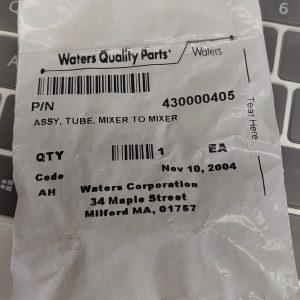 Waters Quality Parts Waters
P/N 430000405
ASSY, TUBE, MIXER TO MIXER
Tear Here
QTY 1 EA
Code Nov 10, 2004
AH Waters Corporation
34 Maple Street
Milford MA, 01757
6